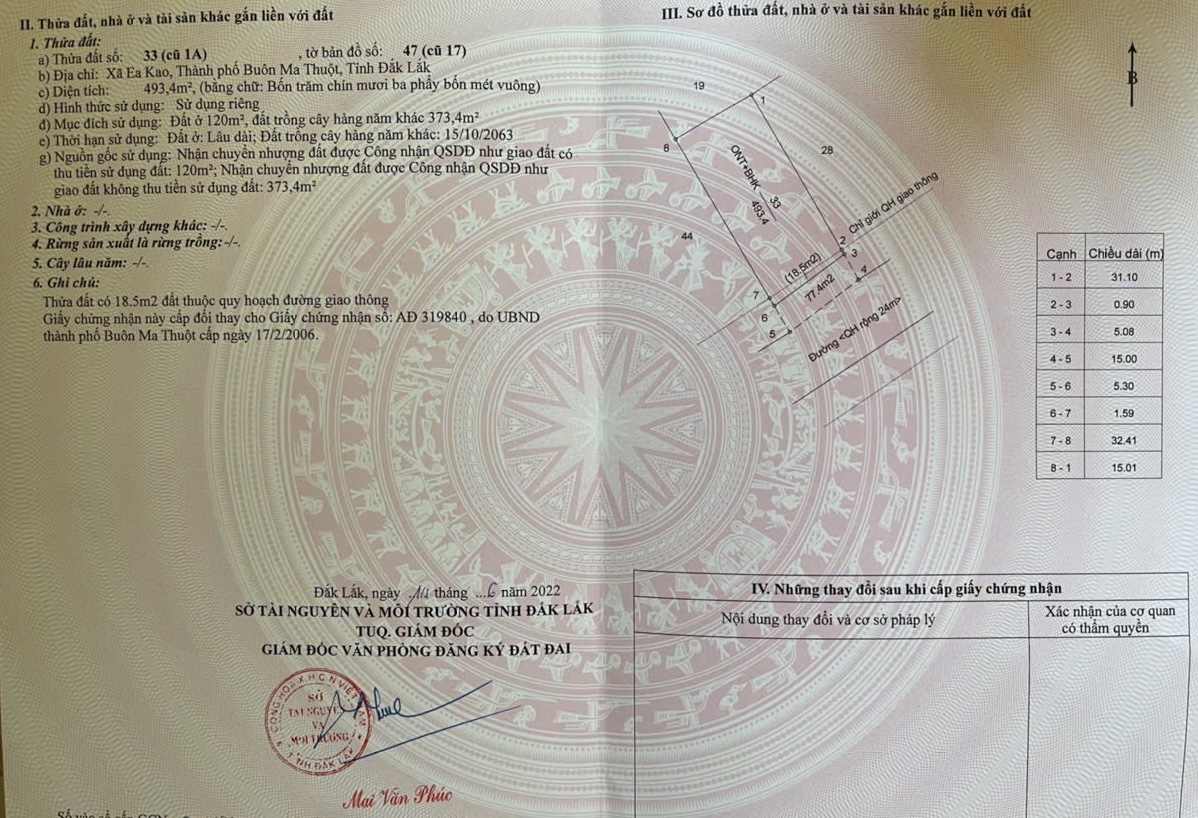 II. Thửa đất, nhà ở và tài sản khác gắn liền với đất
1. Thửa đất:
a) Thửa đất số: 33 (cũ 1A) , tờ bản đồ số: 47 (cũ 17)
b) Địa chỉ: Xã Ea Kao, Thành phố Buôn Ma Thuột, Tỉnh Đắk Lắk
c) Diện tích: 493,4m², (bằng chữ: Bốn trăm chín mươi ba phẩy bốn mét vuông)
d) Hình thức sử dụng: Sử dụng riêng
đ) Mục đích sử dụng: Đất ở 120m², đất trồng cây hàng năm khác 373,4m²
e) Thời hạn sử dụng: Đất ở: Lâu dài; Đất trồng cây hàng năm khác: 15/10/2063
g) Nguồn gốc sử dụng: Nhận chuyển nhượng đất được Công nhận QSDĐ như giao đất có
thu tiền sử dụng đất: 120m²; Nhận chuyển nhượng đất được Công nhận QSDĐ như
giao đất không thu tiền sử dụng đất: 373,4m²
2. Nhà ở: -/-.
3. Công trình xây dựng khác: -/-.
4. Rừng sản xuất là rừng trồng: -/-.
5. Cây lâu năm: -/-.
6. Ghi chú:
Thửa đất có 18.5m2 đất thuộc quy hoạch đường giao thông
Giấy chứng nhận này cấp đổi thay cho Giấy chứng nhận số: AĐ 319840 , do UBND
thành phố Buôn Ma Thuột cấp ngày 17/2/2006.
Đắk Lắk, ngày tháng 6 năm 2022
SỞ TÀI NGUYÊN VÀ MÔI TRƯỜNG TỈNH ĐẮK LẮK
TUQ. GIÁM ĐỐC
GIÁM ĐỐC VĂN PHÒNG ĐĂNG KÝ ĐẤT ĐAI
CỘNG HÒA X.H.C.N VIỆT NAM
SỞ
TÀI NGUYÊN
VÀ
MÔI TRƯỜNG
TỈNH ĐẮK LẮK
Mai Văn Phúc
III. Sơ đồ thửa đất, nhà ở và tài sản khác gắn liền với đất
B
19
1
8
28
ONT+BHK
33
493.4
44
Chỉ giới QH giao thông
2
3
(18.5m2)
4
77.4m2
7
6
5
Đường <QH rộng 24m>
Cạnh Chiều dài (m)
1 - 2 31.10
2 - 3 0.90
3 - 4 5.08
4 - 5 15.00
5 - 6 5.30
6 - 7 1.59
7 - 8 32.41
8 - 1 15.01
IV. Những thay đổi sau khi cấp giấy chứng nhận
Nội dung thay đổi và cơ sở pháp lý
Xác nhận của cơ quan
có thẩm quyền